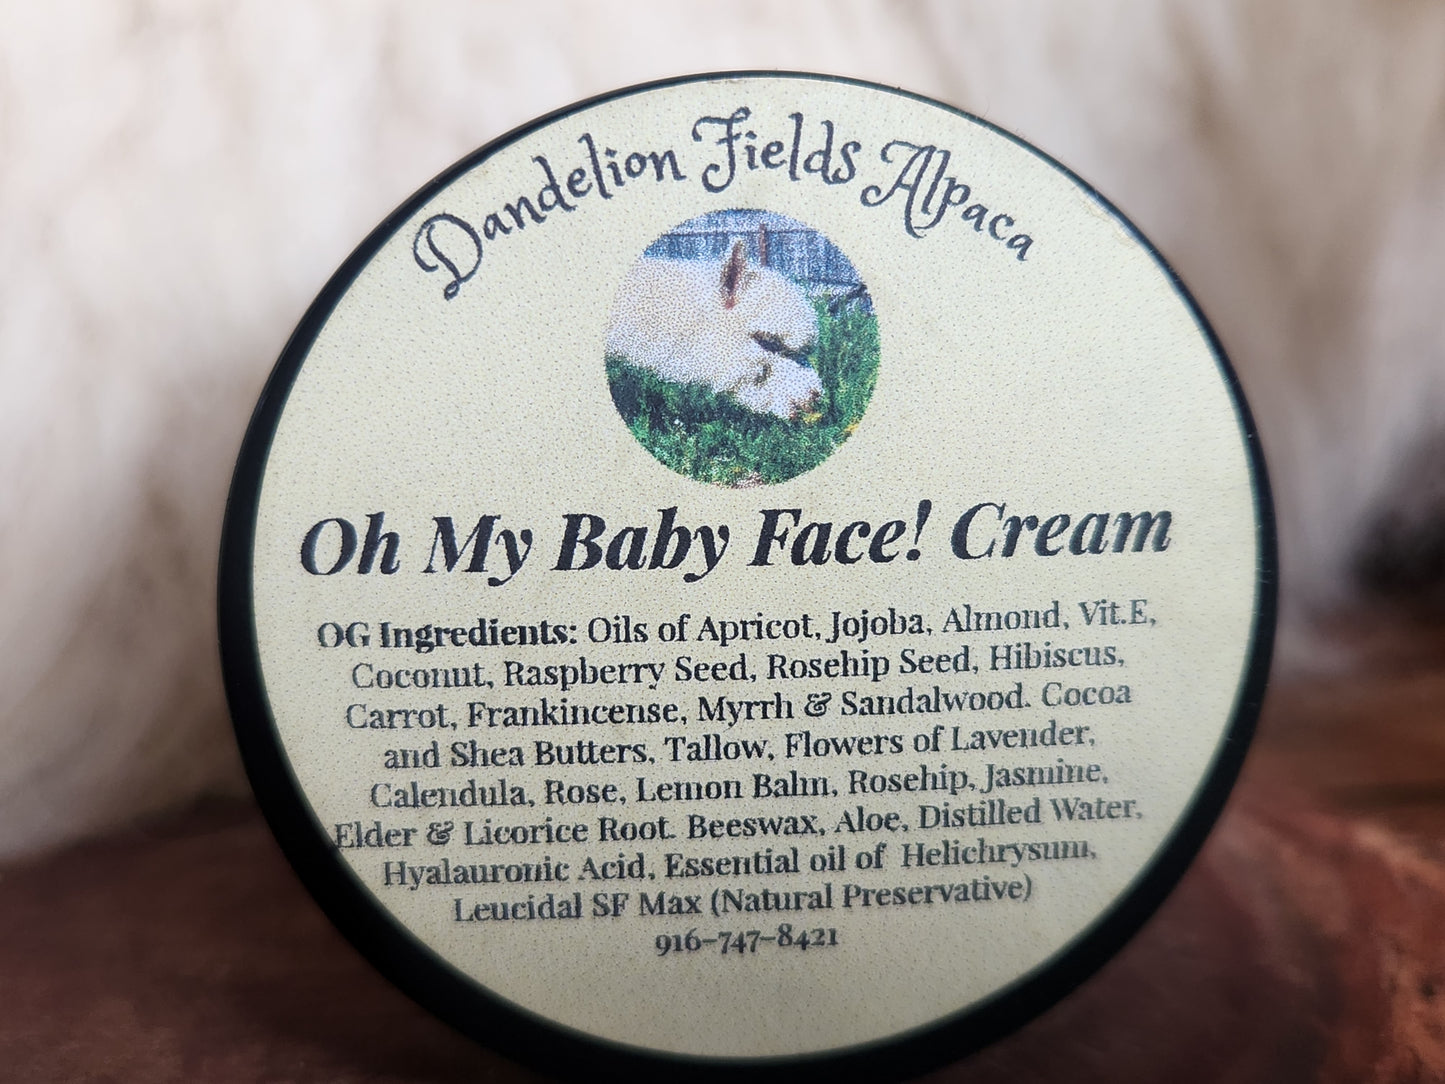 Dandelion Fields Alpaca
Oh My Baby Face! Cream
OG Ingredients: Oils of Apricot, Jojoba, Almond, Vit.E,
Coconut, Raspberry Seed, Rosehip Seed, Hibiscus,
Carrot, Frankincense, Myrrh & Sandalwood. Cocoa
and Shea Butters, Tallow, Flowers of Lavender,
Calendula, Rose, Lemon Balm, Rosehip, Jasmine,
Elder & Licorice Root. Beeswax, Aloe, Distilled Water,
Hyalauronic Acid, Essential oil of Helichrysum,
Leucidal SF Max (Natural Preservative)
916-747-8421